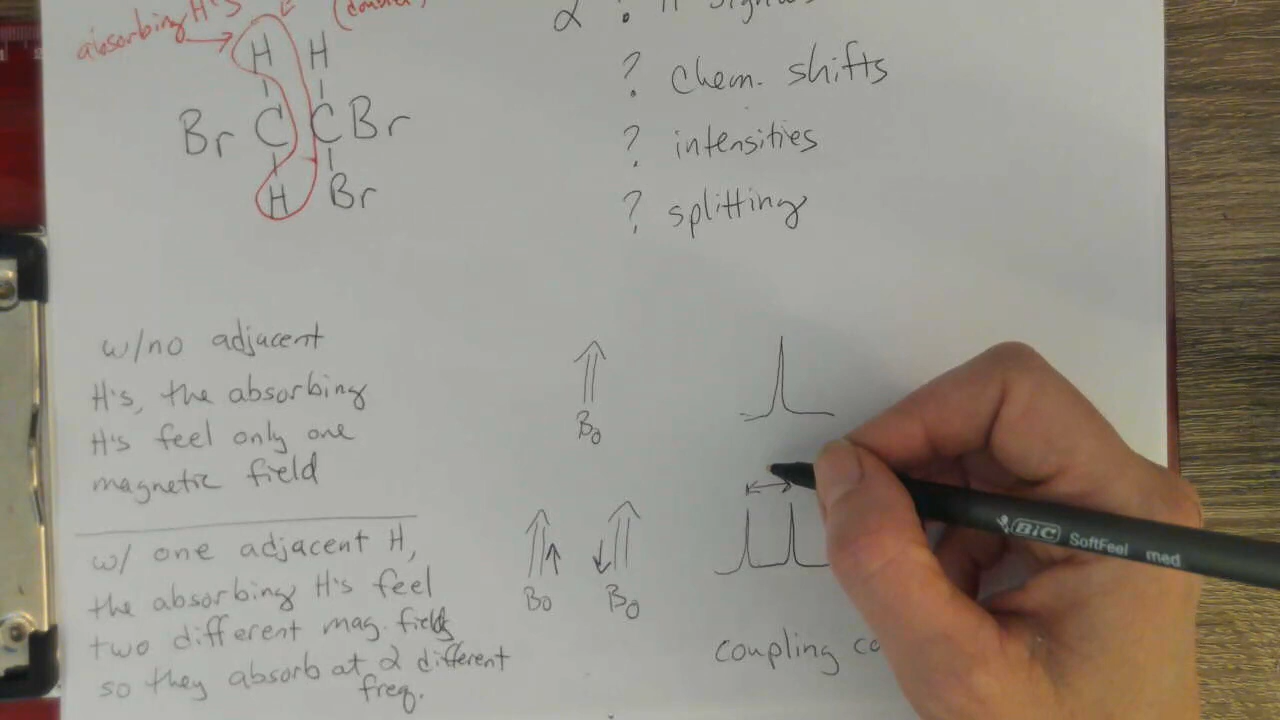 absorbing H's
H H
Br C C Br
H Br
2
? chem. shifts
? intensities
? splitting
w/no adjacent
H's, the absorbing
H's feel only one
magnetic field
B0
w/ one adjacent H,
the absorbing H's feel
two different mag. fields
so they absorb at 2 different
freq.
B0 B0
coupling
BIC SoftFeel med